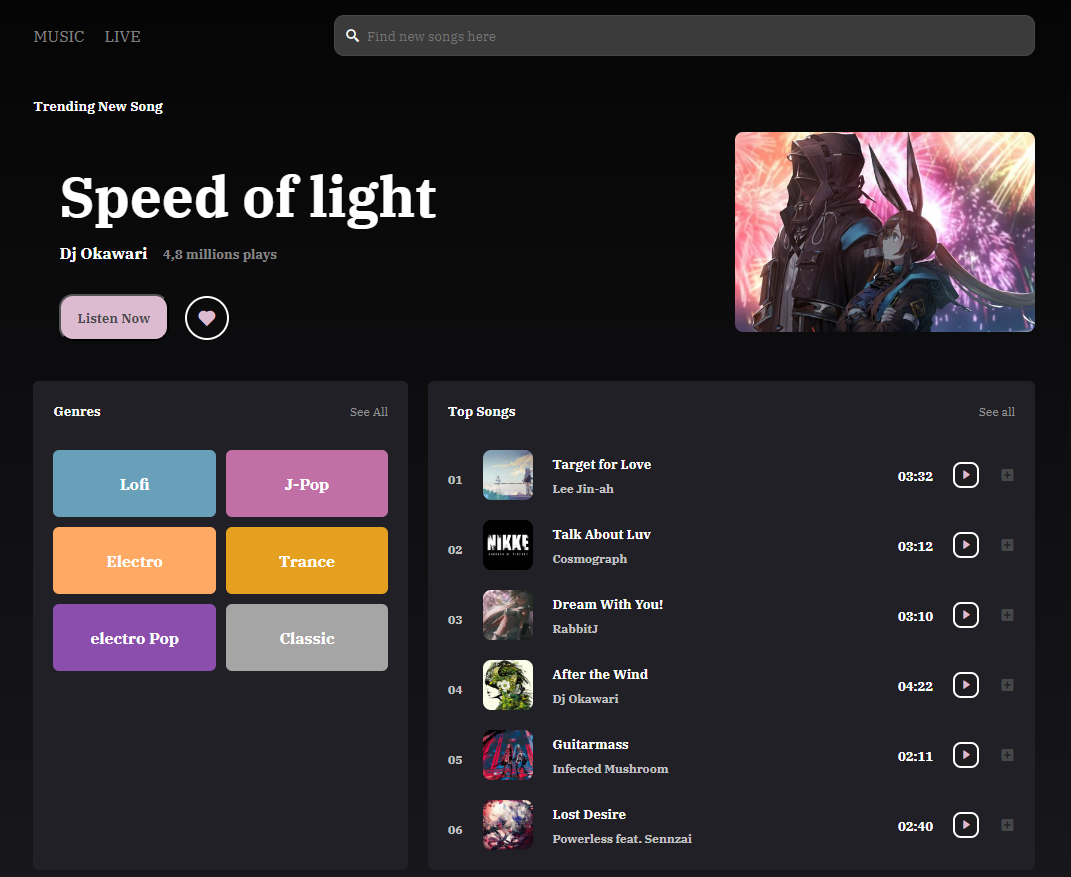 MUSIC LIVE
Find new songs here
Trending New Song
Speed of light
Dj Okawari 4,8 millions plays
Listen Now
Genres See All
Lofi J-Pop
Electro Trance
electro Pop Classic
Top Songs See all
01 Target for Love 03:32
Lee Jin-ah
02 NIKKE Talk About Luv 03:12
Cosmograph
03 Dream With You! 03:10
RabbitJ
04 After the Wind 04:22
Dj Okawari
05 Guitarmass 02:11
Infected Mushroom
06 Lost Desire 02:40
Powerless feat. Sennzai